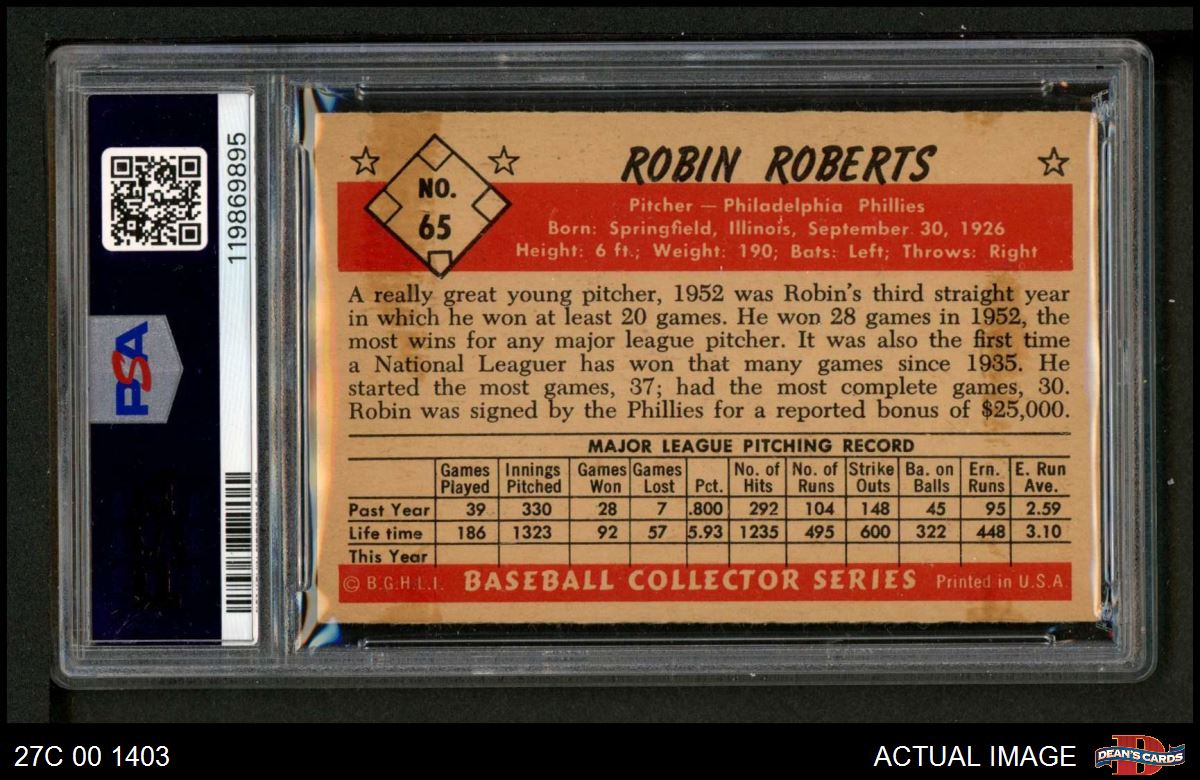 119869895
PSA
NO.
65
ROBIN ROBERTS
Pitcher — Philadelphia Phillies
Born: Springfield, Illinois, September 30, 1926
Height: 6 ft.; Weight: 190; Bats: Left; Throws: Right
A really great young pitcher, 1952 was Robin's third straight year
in which he won at least 20 games. He won 28 games in 1952, the
most wins for any major league pitcher. It was also the first time
a National Leaguer has won that many games since 1935. He
started the most games, 37; had the most complete games, 30.
Robin was signed by the Phillies for a reported bonus of $25,000.
MAJOR LEAGUE PITCHING RECORD
Games Played Innings Pitched Games Won Games Lost Pct. No. of Hits No. of Runs Strike Outs Ba. on Balls Ern. Runs E. Run Ave.
Past Year 39 330 28 7 .800 292 104 148 45 95 2.59
Life time 186 1323 92 57 5.93 1235 495 600 322 448 3.10
This Year
© B.G.H.L.I. BASEBALL COLLECTOR SERIES Printed in U.S.A.
27C 00 1403
ACTUAL IMAGE
D
DEAN'S CARDS